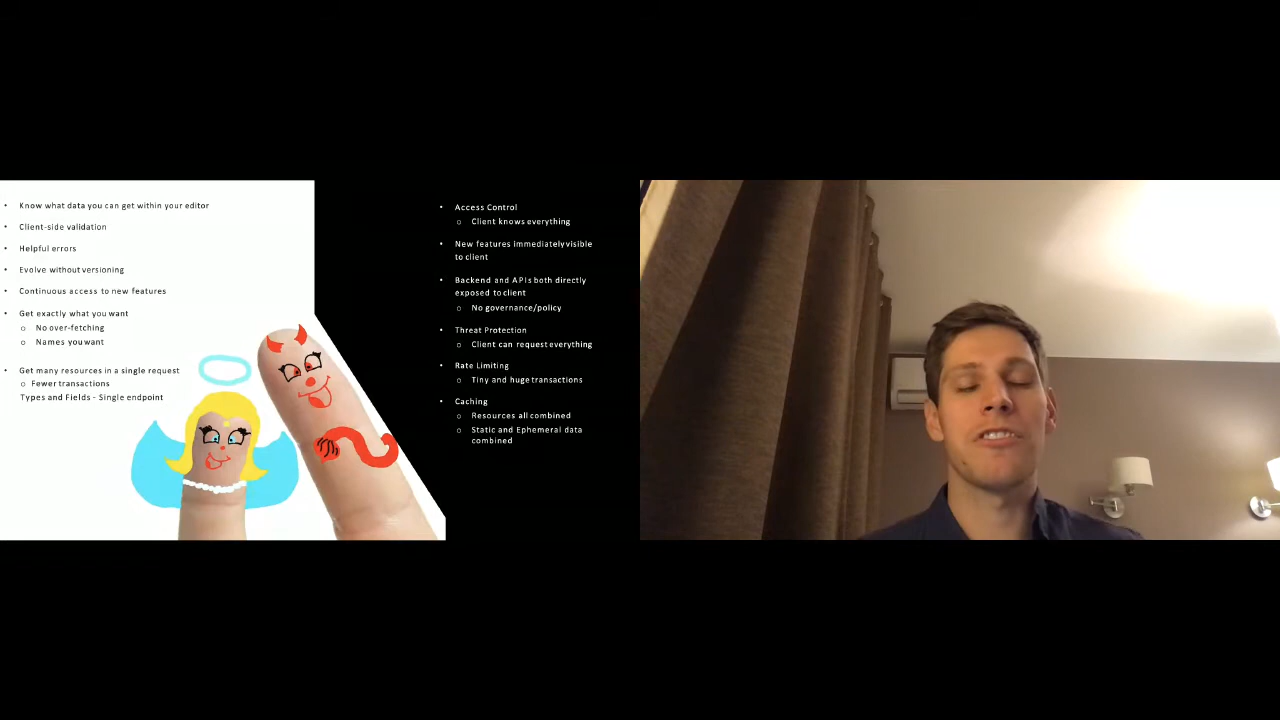 • Know what data you can get within your editor
• Client-side validation
• Helpful errors
• Evolve without versioning
• Continuous access to new features
• Get exactly what you want
o No over-fetching
o Names you want
• Get many resources in a single request
o Fewer transactions
Types and Fields - Single endpoint
• Access Control
o Client knows everything
• New features immediately visible
to client
• Backend and APIs both directly
exposed to client
o No governance/policy
• Threat Protection
o Client can request everything
• Rate Limiting
o Tiny and huge transactions
• Caching
o Resources all combined
o Static and Ephemeral data
combined